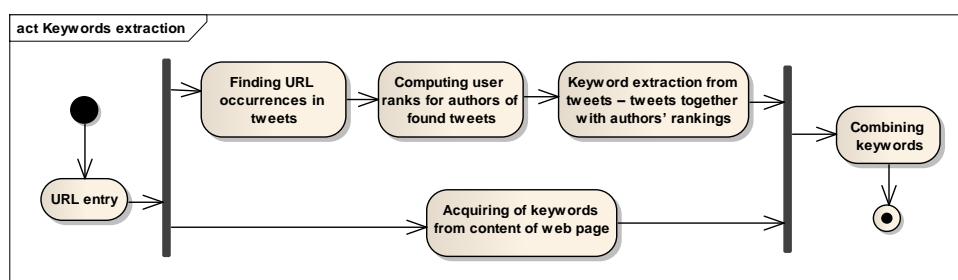 act Keywords extraction
Finding URL
occurrences in
tweets
Computing user
ranks for authors of
found tweets
Keyword extraction from
tweets – tweets together
with authors' rankings
Combining
keywords
URL entry
Acquiring of keywords
from content of web page